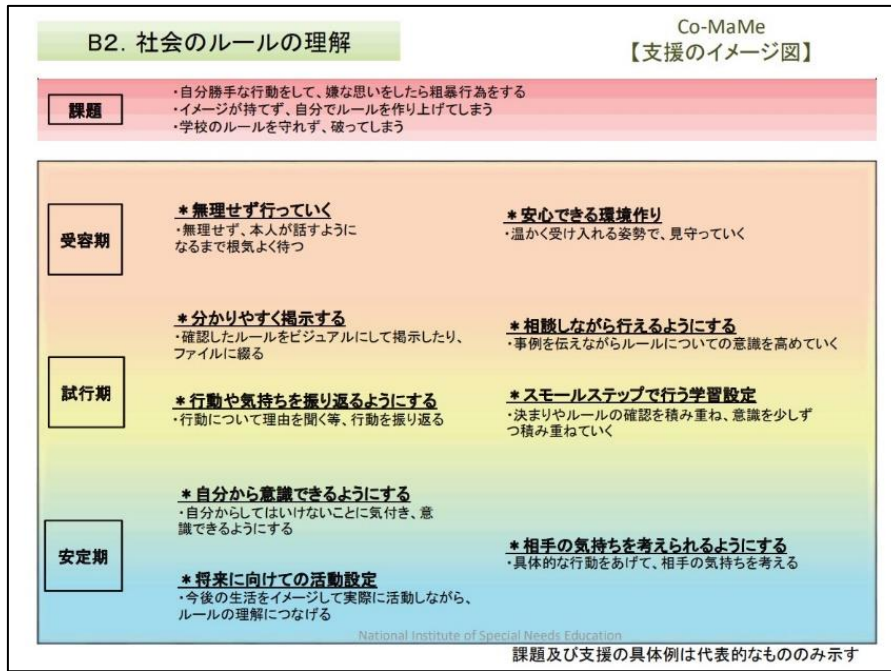 B2. 社会のルールの理解
Co-MaMe
【支援のイメージ図】
課題
・自分勝手な行動をして、嫌な思いをしたら粗暴行為をする
・イメージが持てず、自分でルールを作り上げてしまう
・学校のルールを守れず、破ってしまう
受容期
＊無理せず行っていく
・無理せず、本人が話すように
なるまで根気よく待つ
＊安心できる環境作り
・温かく受け入れる姿勢で、見守っていく
試行期
＊分かりやすく掲示する
・確認したルールをビジュアルにして掲示したり、
ファイルに綴る
＊相談しながら行えるようにする
・事例を伝えながらルールについての意識を高めていく
＊行動や気持ちを振り返るようにする
・行動について理由を聞く等、行動を振り返る
＊スモールステップで行う学習設定
・決まりやルールの確認を積み重ね、意識を少しず
つ積み重ねていく
安定期
＊自分から意識できるようにする
・自分からしてはいけないことに気付き、意
識できるようにする
＊相手の気持ちを考えられるようにする
・具体的な行動をあげて、相手の気持ちを考える
＊将来に向けての活動設定
・今後の生活をイメージして実際に活動しながら、
ルールの理解につなげる
National Institute of Special Needs Education
課題及び支援の具体例は代表的なもののみ示す